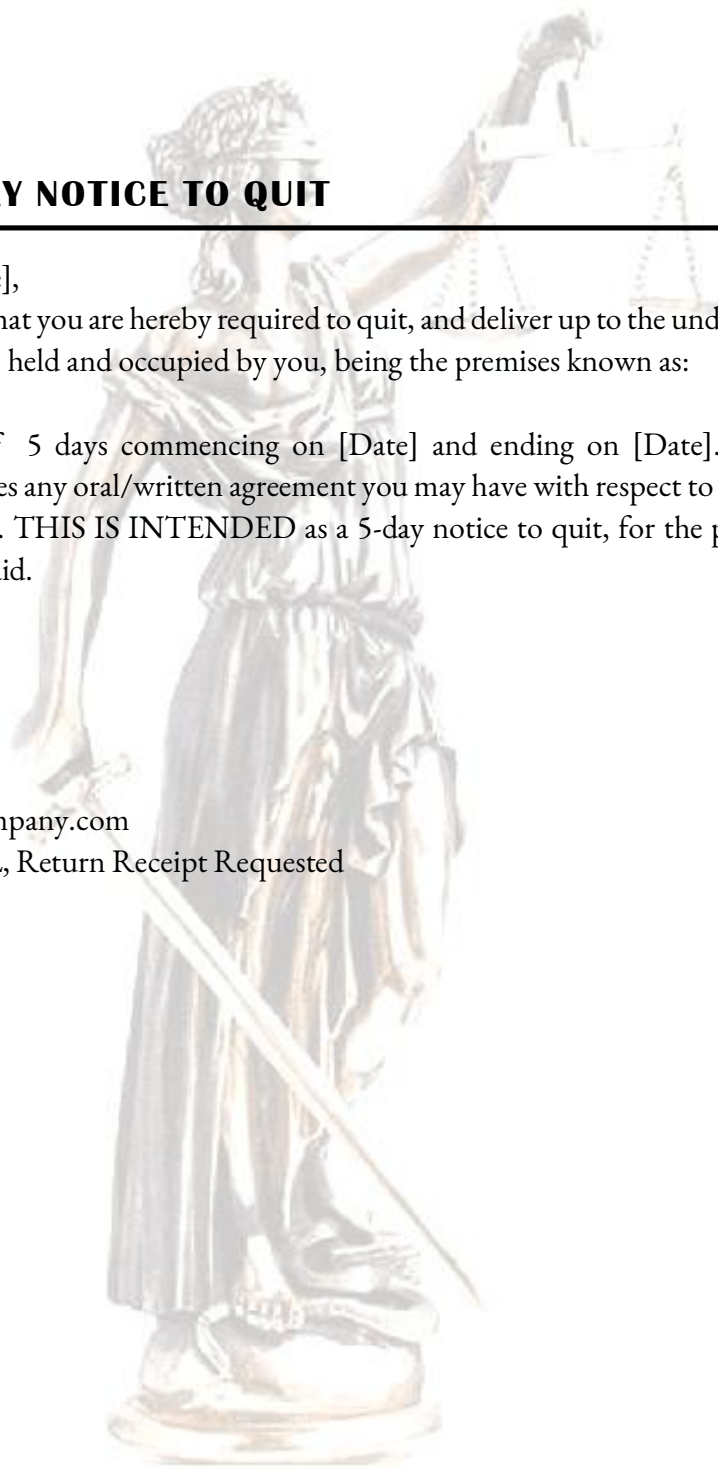 Y NOTICE TO QUIT
],
hat you are hereby required to quit, and deliver up to the und
held and occupied by you, being the premises known as:
5 days commencing on [Date] and ending on [Date].
es any oral/written agreement you may have with respect to
. THIS IS INTENDED as a 5-day notice to quit, for the p
id.
mpany.com
, Return Receipt Requested